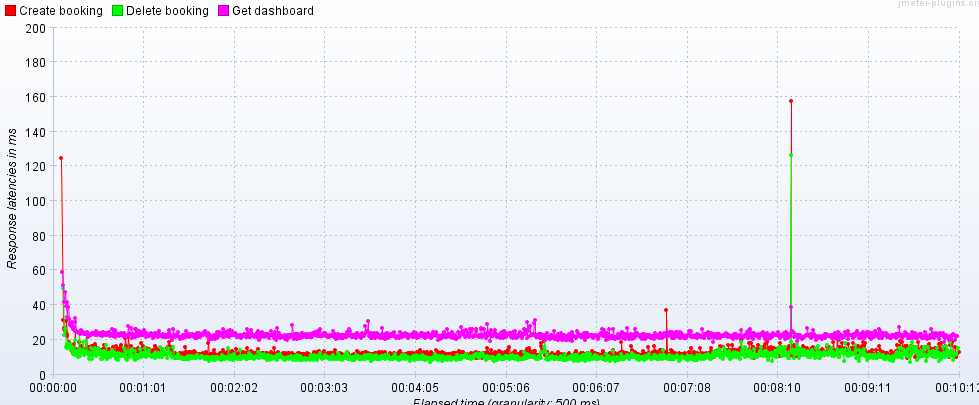 jmeter-plugins.org
Create booking Delete booking Get dashboard
200
180
160
140
120
100
80
60
40
20
0
Response latencies in ms
00:00:00 00:01:01 00:02:02 00:03:03 00:04:05 00:05:06 00:06:07 00:07:08 00:08:10 00:09:11 00:10:12
Elapsed time (granularity: 500 ms)